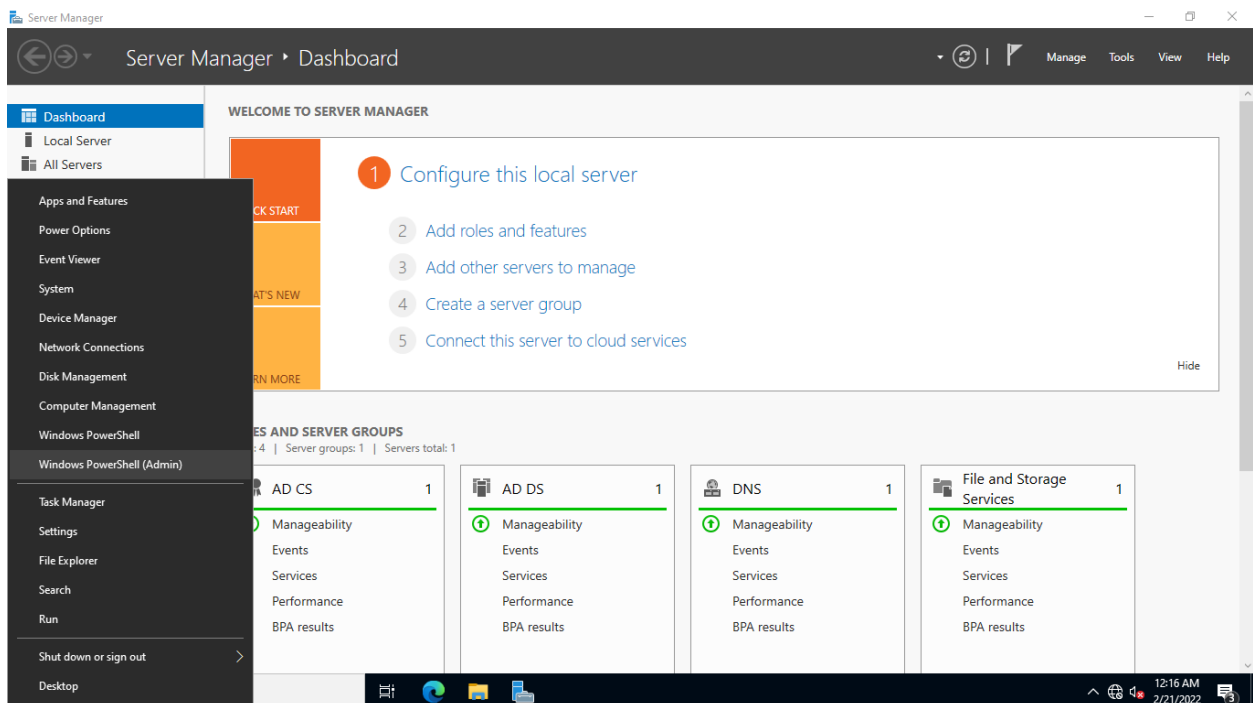 Server Manager
Server Manager ‣ Dashboard
Manage Tools View Help
Dashboard
Local Server
All Servers
WELCOME TO SERVER MANAGER
1 Configure this local server
2 Add roles and features
3 Add other servers to manage
4 Create a server group
5 Connect this server to cloud services
Hide
CK START
AT'S NEW
RN MORE
Apps and Features
Power Options
Event Viewer
System
Device Manager
Network Connections
Disk Management
Computer Management
Windows PowerShell
Windows PowerShell (Admin)
Task Manager
Settings
File Explorer
Search
Run
Shut down or sign out
Desktop
ES AND SERVER GROUPS
: 4 | Server groups: 1 | Servers total: 1
AD CS 1
Manageability
Events
Services
Performance
BPA results
AD DS 1
Manageability
Events
Services
Performance
BPA results
DNS 1
Manageability
Events
Services
Performance
BPA results
File and Storage
Services 1
Manageability
Events
Services
Performance
BPA results
12:16 AM
2/21/2022
3